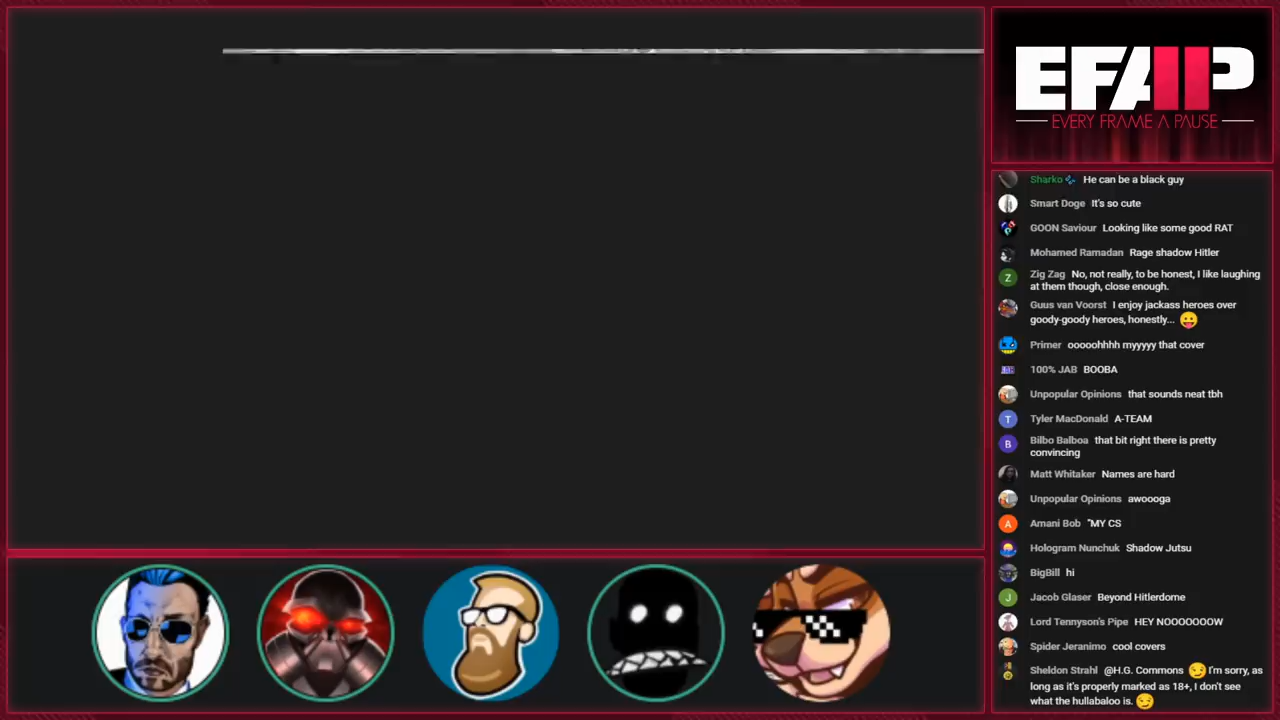 EFAP
EVERY FRAME A PAUSE
Sharko He can be a black guy
Smart Doge It's so cute
GOON Saviour Looking like some good RAT
Mohamed Ramadan Rage shadow Hitler
Z Zig Zag No, not really, to be honest, I like laughing
at them though, close enough.
Guus van Voorst I enjoy jackass heroes over
goody-goody heroes, honestly... 😛
Primer ooooohhhh myyyyy that cover
100% JAB BOOBA
Unpopular Opinions that sounds neat tbh
T Tyler MacDonald A-TEAM
B Bilbo Balboa that bit right there is pretty
convincing
Matt Whitaker Names are hard
Unpopular Opinions awoooga
A Amani Bob "MY CS
Hologram Nunchuk Shadow Jutsu
BigBill hi
J Jacob Glaser Beyond Hitlerdome
Lord Tennyson's Pipe HEY NOOOOOOOW
Spider Jeranimo cool covers
Sheldon Strahl @H.G. Commons 😏 I'm sorry, as
long as it's properly marked as 18+, I don't see
what the hullabaloo is. 😏